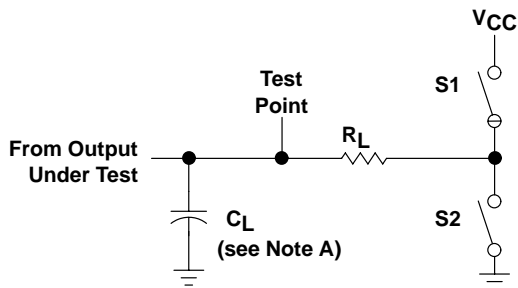 VCC
S1
Test
Point
RL
From Output
Under Test
S2
CL
(see Note A)